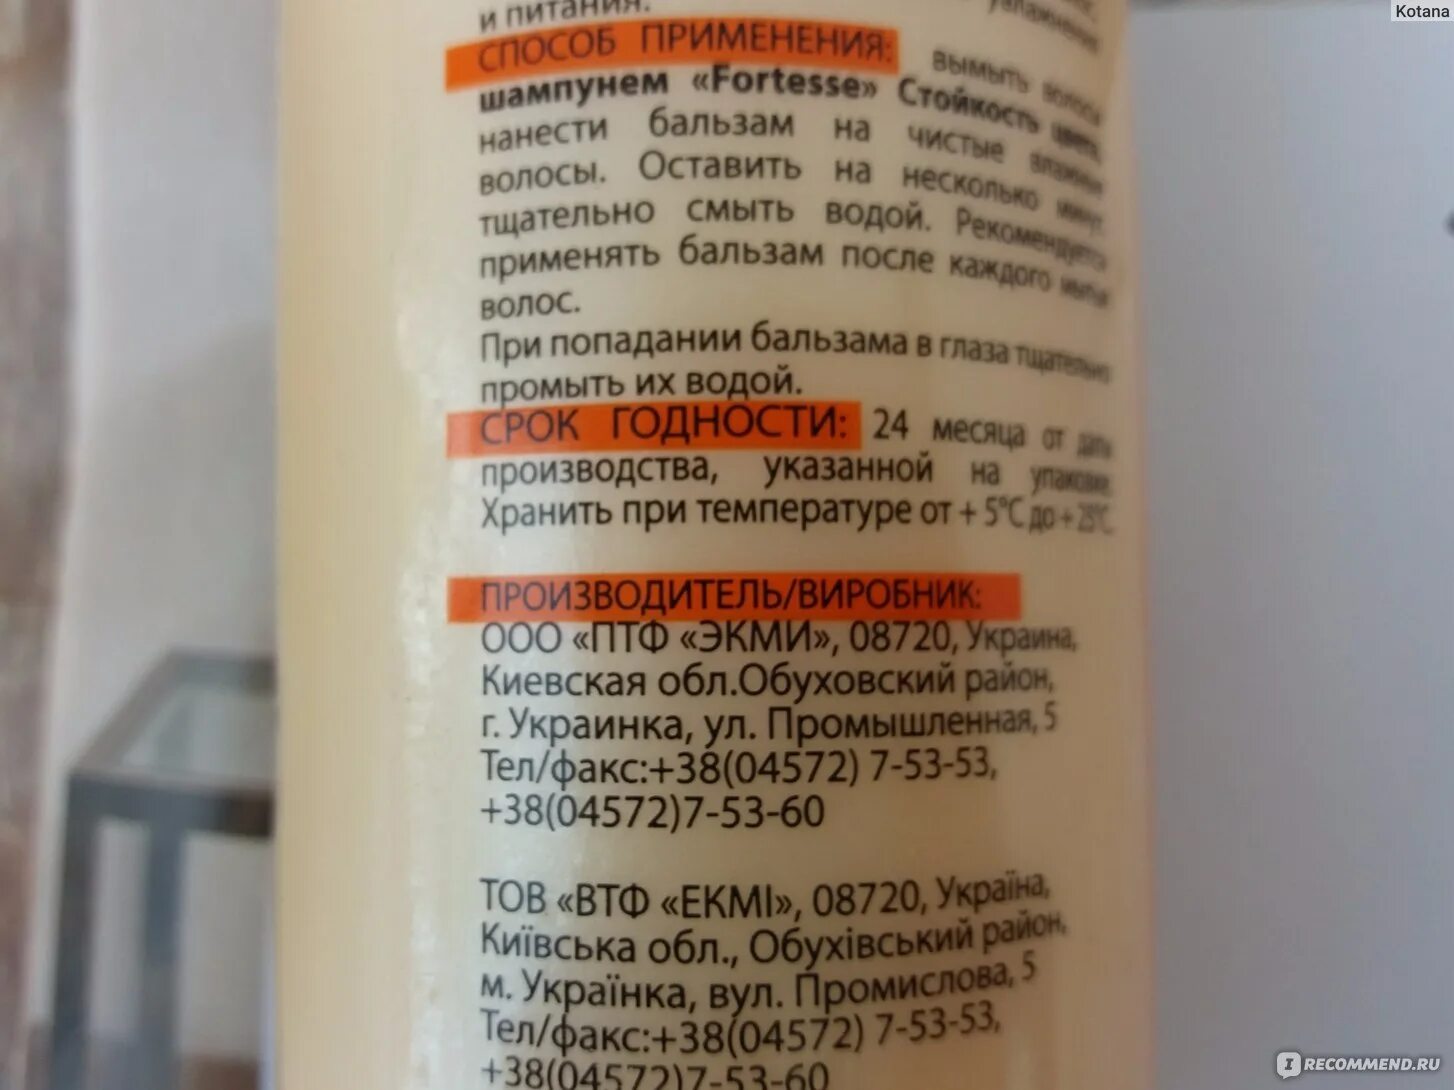 Kotana
и питания. увлажнения
СПОСОБ ПРИМЕНЕНИЯ: вымыть волосы
шампунем «Fortesse» Стойкость цвета,
нанести бальзам на чистые влажные
волосы. Оставить на несколько минут,
тщательно смыть водой. Рекомендуется
применять бальзам после каждого мытья
волос.
При попадании бальзама в глаза тщательно
промыть их водой.
СРОК ГОДНОСТИ: 24 месяца от даты
производства, указанной на упаковке.
Хранить при температуре от + 5°C до + 25°C
ПРОИЗВОДИТЕЛЬ/ВИРОБНИК:
ООО «ПТФ «ЭКМИ», 08720, Украина,
Киевская обл.Обуховский район,
г. Украинка, ул. Промышленная, 5
Тел/факс:+38(04572) 7-53-53,
+38(04572)7-53-60
ТОВ «ВТФ «ЕКМІ», 08720, Україна,
Київська обл., Обухівський район,
м. Українка, вул. Промислова, 5
Тел/факс:+38(04572) 7-53-53,
+38(04572)7-53-60
IRECOMMEND.RU